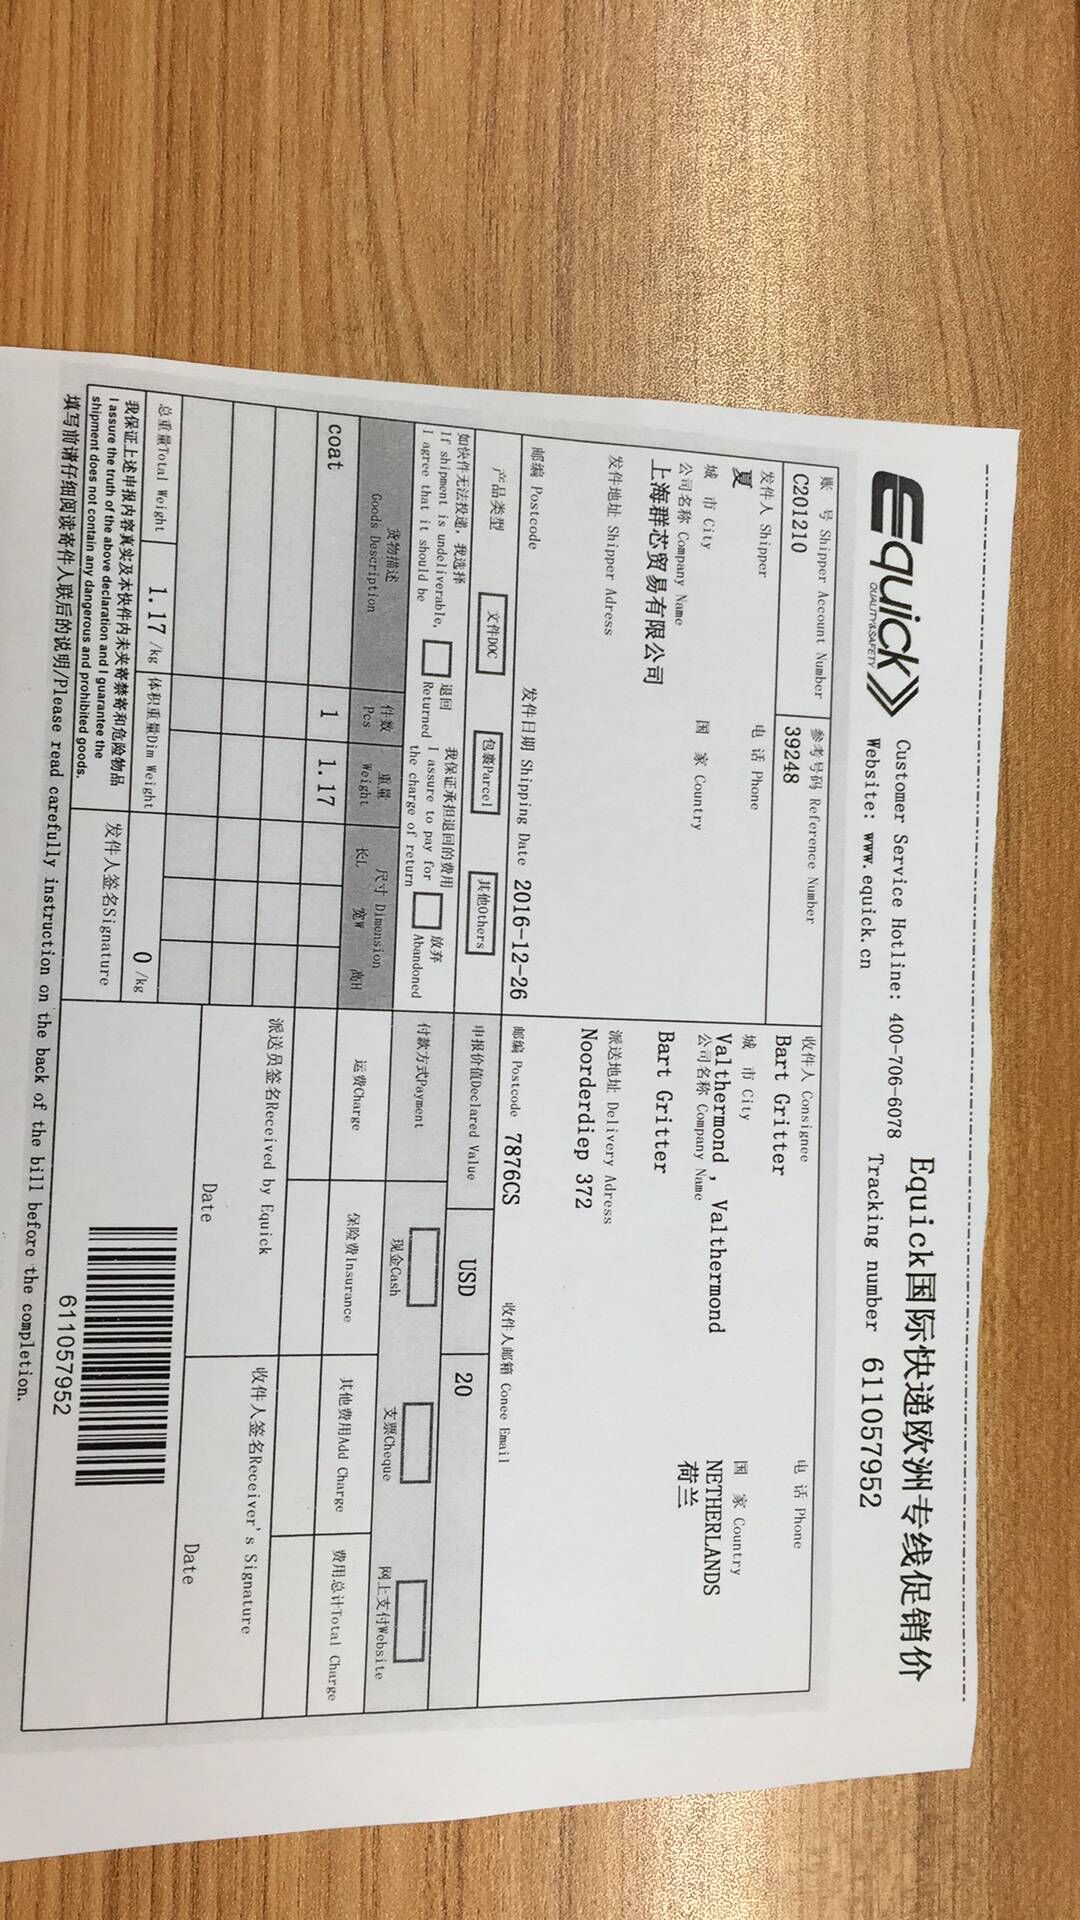 Equick
QUALITY&SAFETY
Customer Service Hotline: 400-706-6078
Website: www.equick.cn
Equick国际快递欧洲专线促销价
Tracking number 611057952
账 号 Shipper Account Number
C201210
参考号码 Reference Number
39248
发件人 Shipper
夏
电 话 Phone
城 市 City
国 家 Country
公司名称 Company Name
上海群芯贸易有限公司
发件地址 Shipper Adress
邮编 Postcode
发件日期 Shipping Date 2016-12-26
收件人 Consignee
Bart Gritter
电 话 Phone
城 市 City
Valthermond , Valthermond
国 家 Country
NETHERLANDS
荷兰
公司名称 Company Name
Bart Gritter
派送地址 Delivery Adress
Noorderdiep 372
邮编 Postcode 7876CS
收件人邮箱 Conee Email
产品类型
文件DOC
包裹Parcel
其他Others
申报价值Declared Value
USD
20
如快件无法投递，我选择
If shipment is undeliverable,
I agree that it should be
退回
Returned
我保证承担退回的费用
I assure to pay for
the charge of return
放弃
Abandoned
付款方式Payment
现金Cash
支票Cheque
网上支付Website
货物描述
Goods Description
件数
Pcs
重量
Weight
尺寸 Dimension
长L 宽W 高H
运费Charge
保险费Insurance
其他费用Add Charge
费用总计Total Charge
coat
1
1.17
派送员签名Received by Equick
Date
收件人签名Receiver's Signature
Date
总重量Total Weight
1.17 /kg
体积重量Dim Weight
0 /kg
我保证上述申报内容真实及本快件内未夹寄禁寄和危险物品
I assure the truth of the above declaration and I guarantee the
shipment does not contain any dangerous and prohibited goods.
发件人签名Signature
611057952
填写前请仔细阅读寄件人联后的说明/Please read carefully instruction on the back of the bill before the completion.